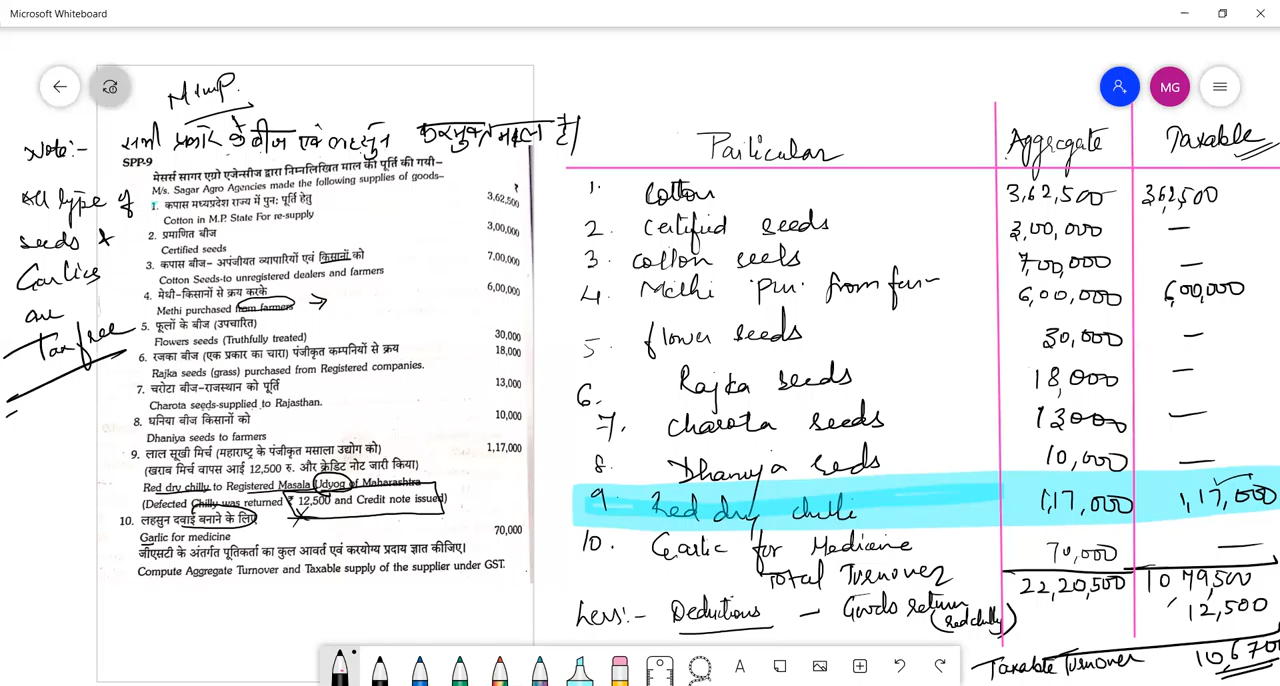 Microsoft Whiteboard
MG
M.imp.
Note:- सभी प्रकार के बीज एवं लहसुन करमुक्त माल है।
All type of
seeds &
Garlics
are
Tax free
SPP-9
मेसर्स सागर एग्रो एजेन्सीज द्वारा निम्नलिखित माल की पूर्ति की गयी–
M/s. Sagar Agro Agencies made the following supplies of goods- ₹
1. कपास मध्यप्रदेश राज्य में पुनः पूर्ति हेतु 3,62,500
Cotton in M.P. State For re-supply
2. प्रमाणित बीज 3,00,000
Certified seeds
3. कपास बीज– अपंजीयत व्यापारियों एवं किसानों को 7,00,000
Cotton Seeds-to unregistered dealers and farmers
4. मेथी-किसानों से क्रय करके 6,00,000
Methi purchased from farmers
5. फूलों के बीज (उपचारित) 30,000
Flowers seeds (Truthfully treated)
6. रजका बीज (एक प्रकार का चारा) पंजीकृत कम्पनियों से क्रय 18,000
Rajka seeds (grass) purchased from Registered companies.
7. चरोटा बीज–राजस्थान को पूर्ति 13,000
Charota seeds-supplied to Rajasthan.
8. धनिया बीज किसानों को 10,000
Dhaniya seeds to farmers
9. लाल सूखी मिर्च (महाराष्ट्र के पंजीकृत मसाला उद्योग को) 1,17,000
(खराब मिर्च वापस आई 12,500 रु. और क्रेडिट नोट जारी किया)
Red dry chilly to Registered Masala Udyog of Maharashtra
(Defected Chilly was returned ₹ 12,500 and Credit note issued)
10. लहसुन दवाई बनाने के लिए 70,000
Garlic for medicine
जीएसटी के अंतर्गत पूतिकर्ता का कुल आवर्त एवं करयोग्य प्रदाय ज्ञात कीजिए।
Compute Aggregate Turnover and Taxable supply of the supplier under GST.
Particular Aggregate Taxable
1. Cotton 3,62,500 3,62,500
2. Certified seeds 3,00,000 —
3. Cotton seeds 7,00,000 —
4. Methi Pur. from far- 6,00,000 6,00,000
5. flower seeds 30,000 —
6. Rajka seeds 18,000 —
7. Charota seeds 13000 —
8. Dhaniya seeds 10,000 —
9. Red dry chilli 1,17,000 1,17,000
10. Garlic for Medicine 70,000 —
Total Turnover 22,20,500 1079,500
Less:- Deductions – Goods return (Red chilly) 12,500
Taxable Turnover 106700
A